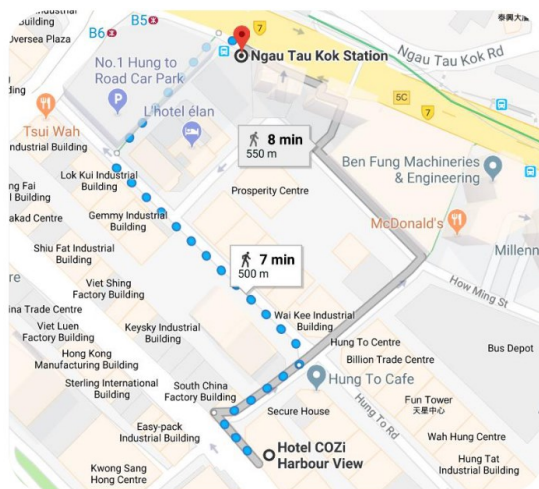 Industrial
Building
Oversea Plaza
B6
B5
7
泰興大
No.1 Hung to
Road Car Park
P
Ngau Tau Kok Station
Ngau Tau Kok Rd
L'hotel élan
5C
7
Tsui Wah
Industrial Building
8 min
550 m
Ben Fung Machineries
& Engineering
Lok Kui Industrial
Building
Prosperity Centre
Gemmy Industrial
Building
McDonald's
Shiu Fat Industrial
Building
7 min
500 m
Millenn
How Ming St
Viet Shing
Factory Building
China Trade Centre
Wai Kee Industrial
Building
Viet Luen
Factory Building
Keysky Industrial
Building
Hung To Centre
Bus Depot
Hong Kong
Manufacturing Building
Billion Trade Centre
Sterling International
Building
South China
Factory Building
Hung To Cafe
Hung To Rd
Fun Tower
天星中心
Secure House
Easy-pack
Industrial Building
Wah Hung Centre
Hotel COZi
Harbour View
Hung Tat
Industrial Building
Kwong Sang
Hong Centre